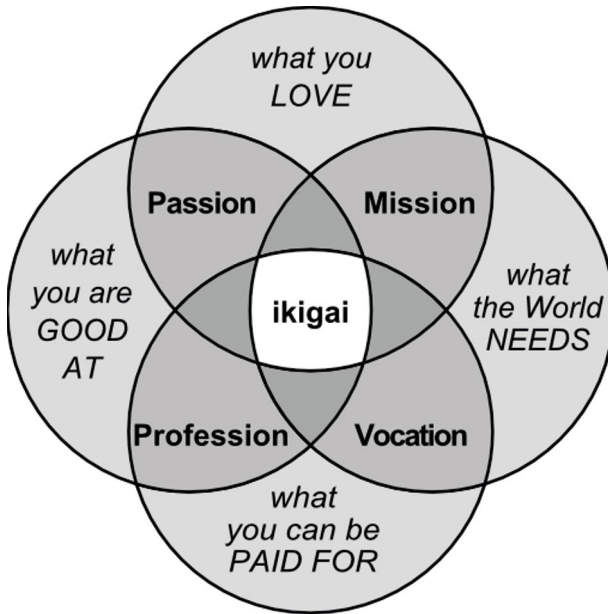 what you
LOVE
Passion
Mission
what
you are
GOOD
AT
ikigai
what
the World
NEEDS
Profession
Vocation
what
you can be
PAID FOR